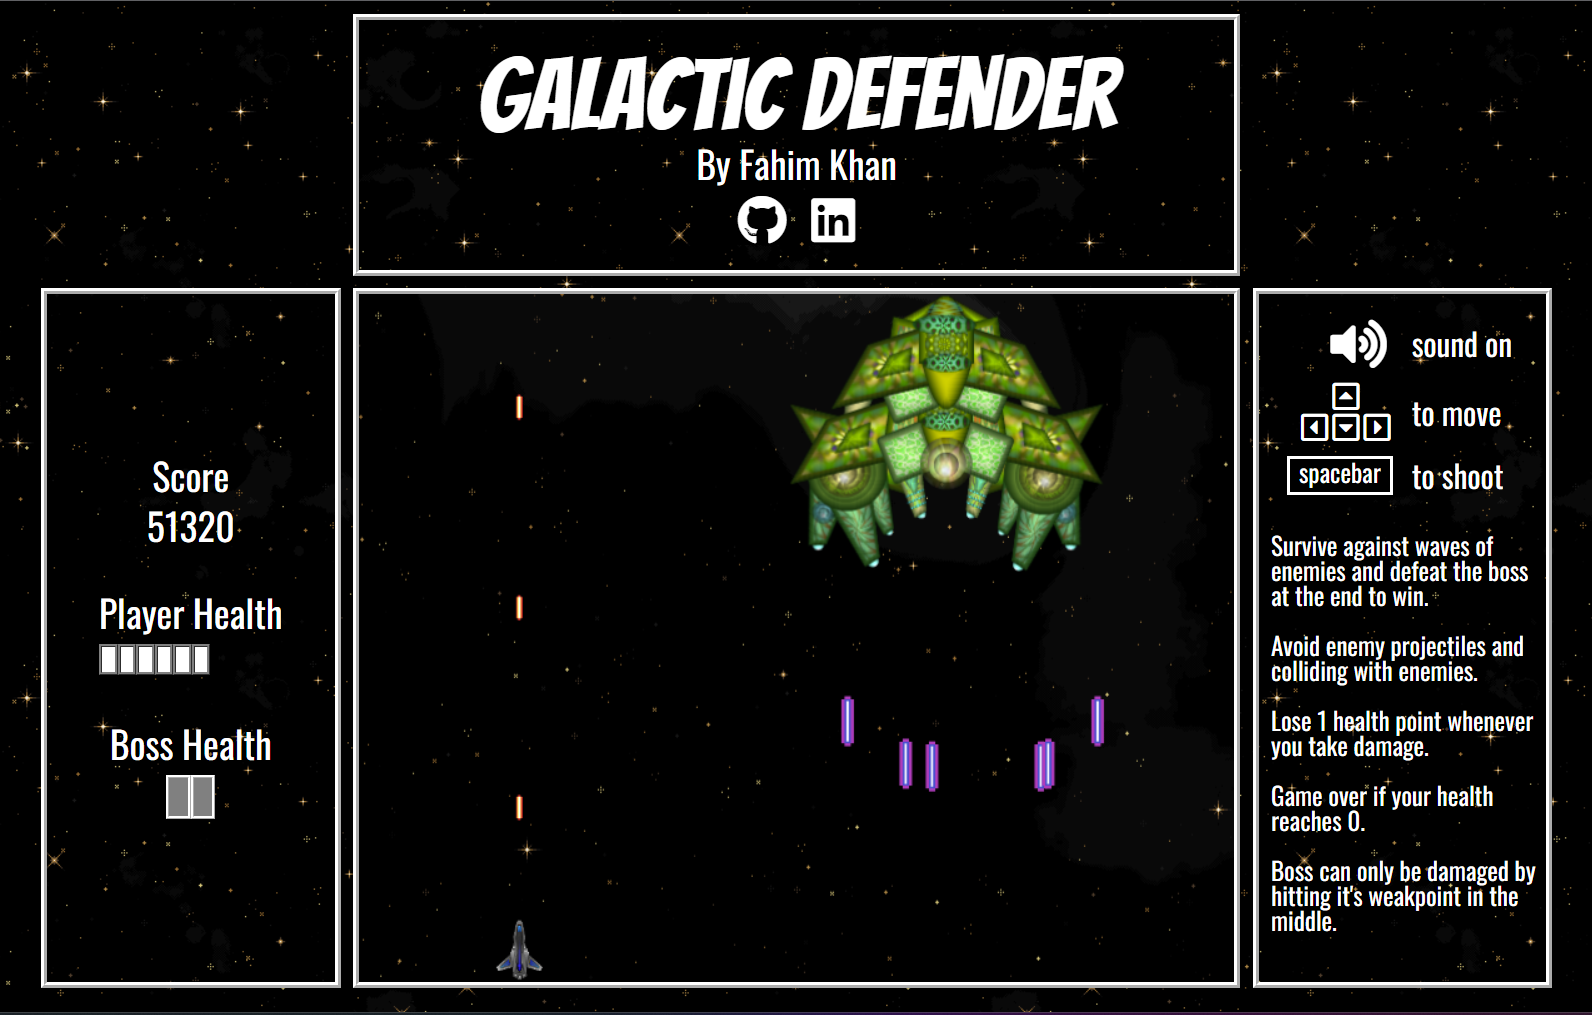 GALACTIC DEFENDER
By Fahim Khan
in
Score
51320
Player Health
Boss Health
sound on
to move
spacebar to shoot
Survive against waves of
enemies and defeat the boss
at the end to win.
Avoid enemy projectiles and
colliding with enemies.
Lose 1 health point whenever
you take damage.
Game over if your health
reaches 0.
Boss can only be damaged by
hitting it's weakpoint in the
middle.